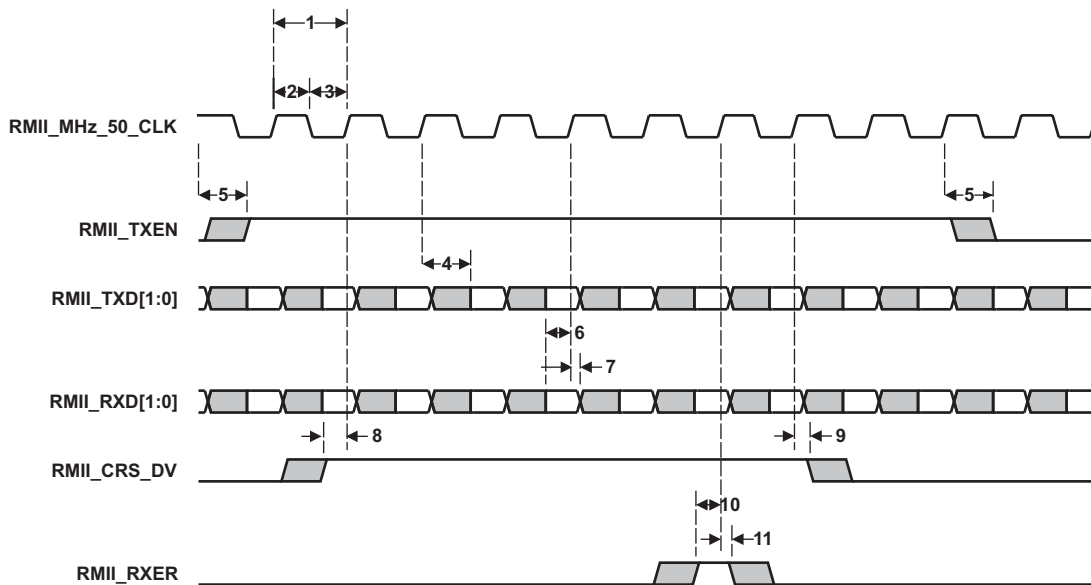 1
2 3
RMII_MHz_50_CLK
5 5
RMII_TXEN
4
RMII_TXD[1:0]
6
7
RMII_RXD[1:0]
8 9
RMII_CRS_DV
10
11
RMII_RXER